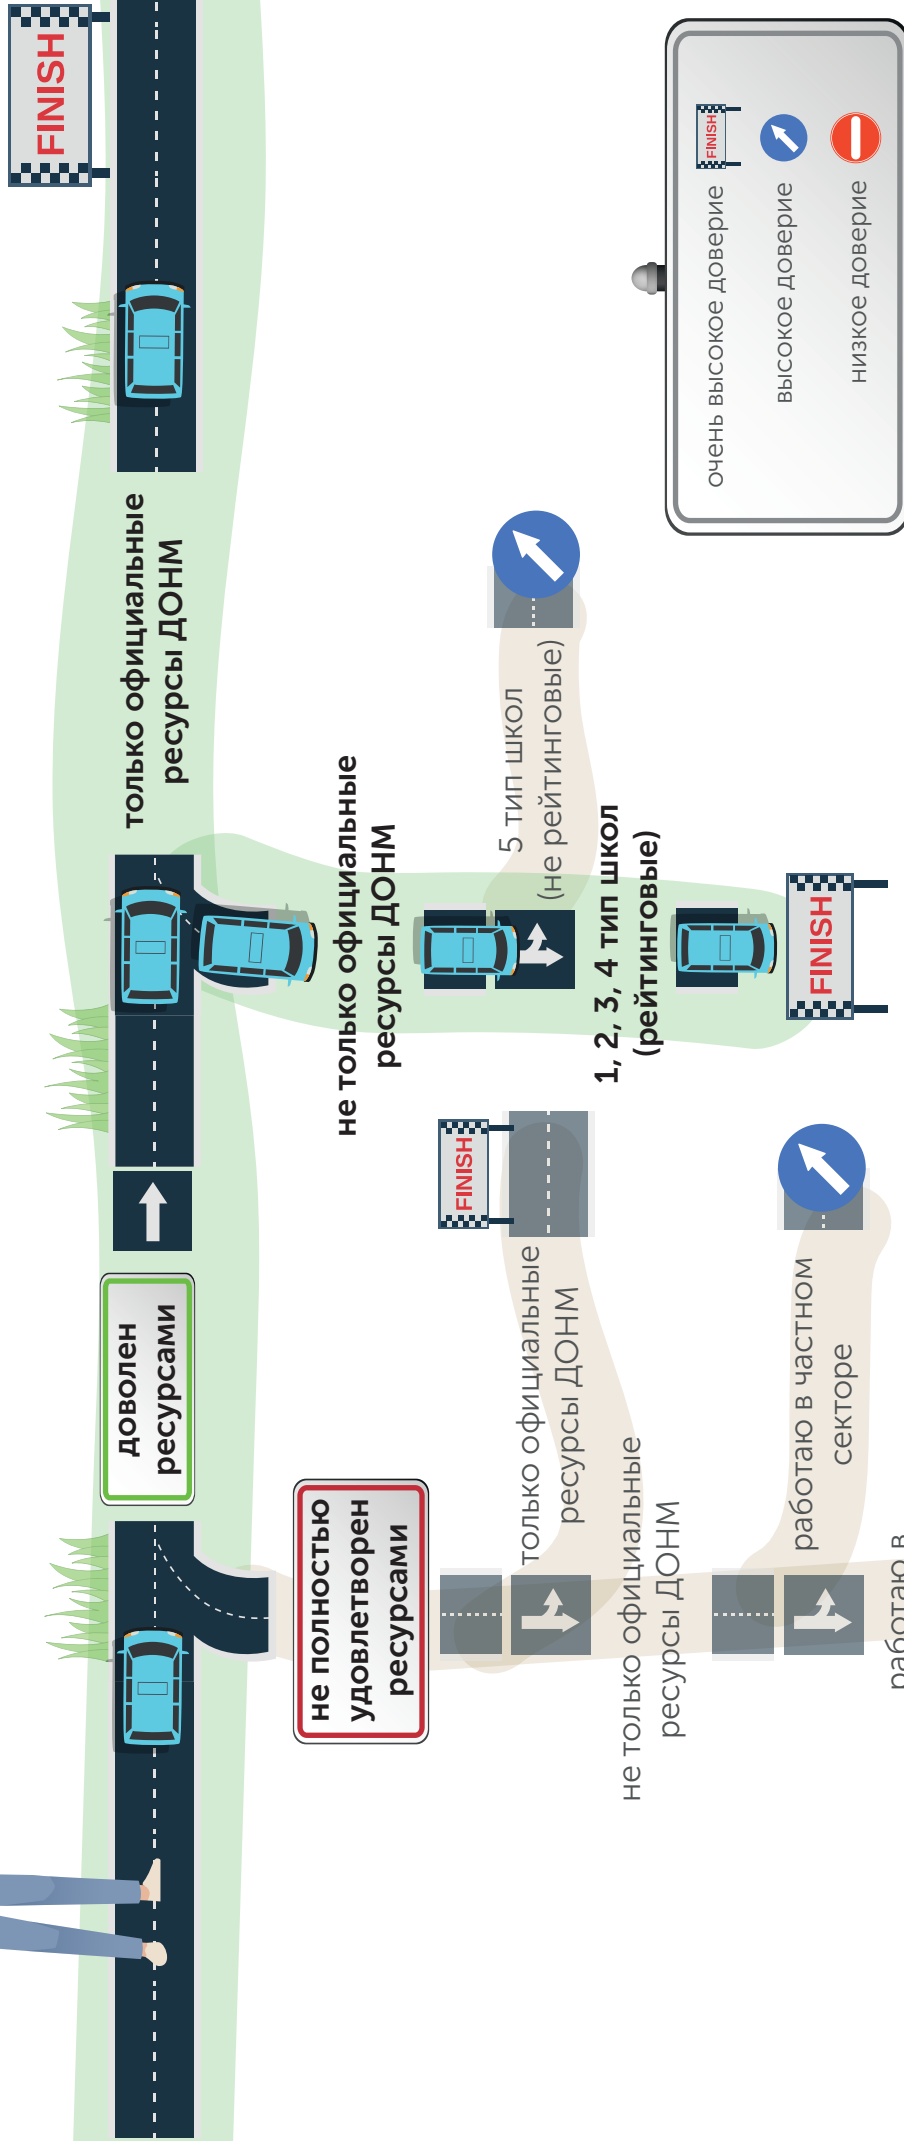 FINISH
только официальные
ресурсы ДОНМ
доволен
ресурсами
не только официальные
ресурсы ДОНМ
не полностью
удовлетворен
ресурсами
5 тип школ
(не рейтинговые)
1, 2, 3, 4 тип школ
(рейтинговые)
FINISH
FINISH
только официальные
ресурсы ДОНМ
не только официальные
ресурсы ДОНМ
работаю в частном
секторе
работаю в
очень высокое доверие
FINISH
высокое доверие
низкое доверие